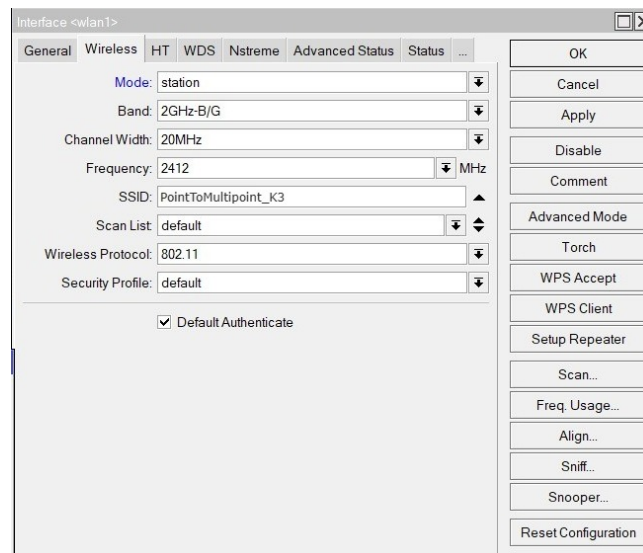 Interface <wlan1>
General Wireless HT WDS Nstreme Advanced Status Status ...
Mode: station
Band: 2GHz-B/G
Channel Width: 20MHz
Frequency: 2412 MHz
SSID: PointToMultipoint_K3
Scan List: default
Wireless Protocol: 802.11
Security Profile: default
Default Authenticate
OK
Cancel
Apply
Disable
Comment
Advanced Mode
Torch
WPS Accept
WPS Client
Setup Repeater
Scan...
Freq. Usage...
Align...
Sniff...
Snooper...
Reset Configuration